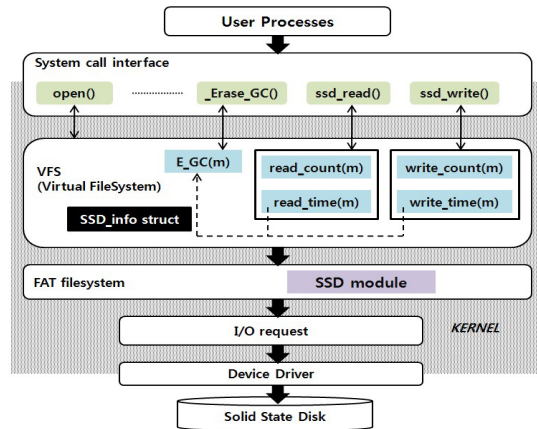 User Processes
System call interface
open()
_Erase_GC()
ssd_read()
ssd_write()
VFS
(Virtual FileSystem)
E_GC(m)
read_count(m)
write_count(m)
read_time(m)
write_time(m)
SSD_info struct
FAT filesystem
SSD module
I/O request
KERNEL
Device Driver
Solid State Disk